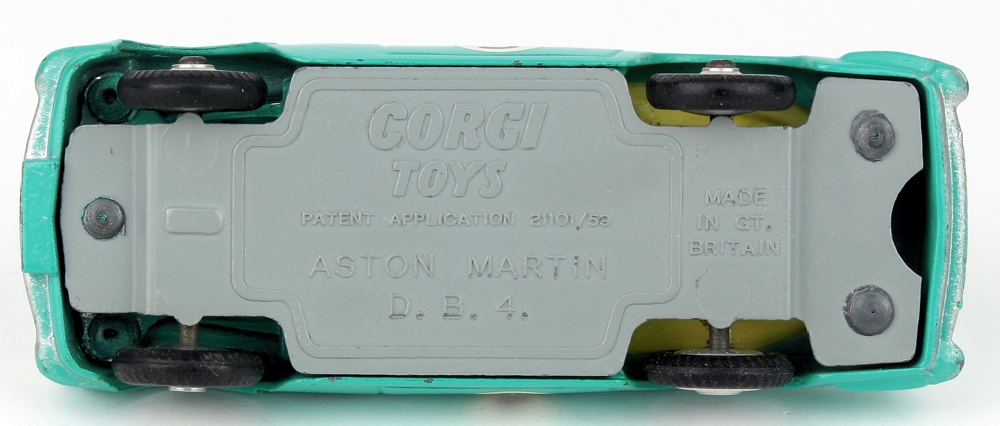 CORGI
TOYS
PATENT APPLICATION 21101/59
ASTON MARTIN
D.B.4.
MADE
IN GT.
BRITAIN